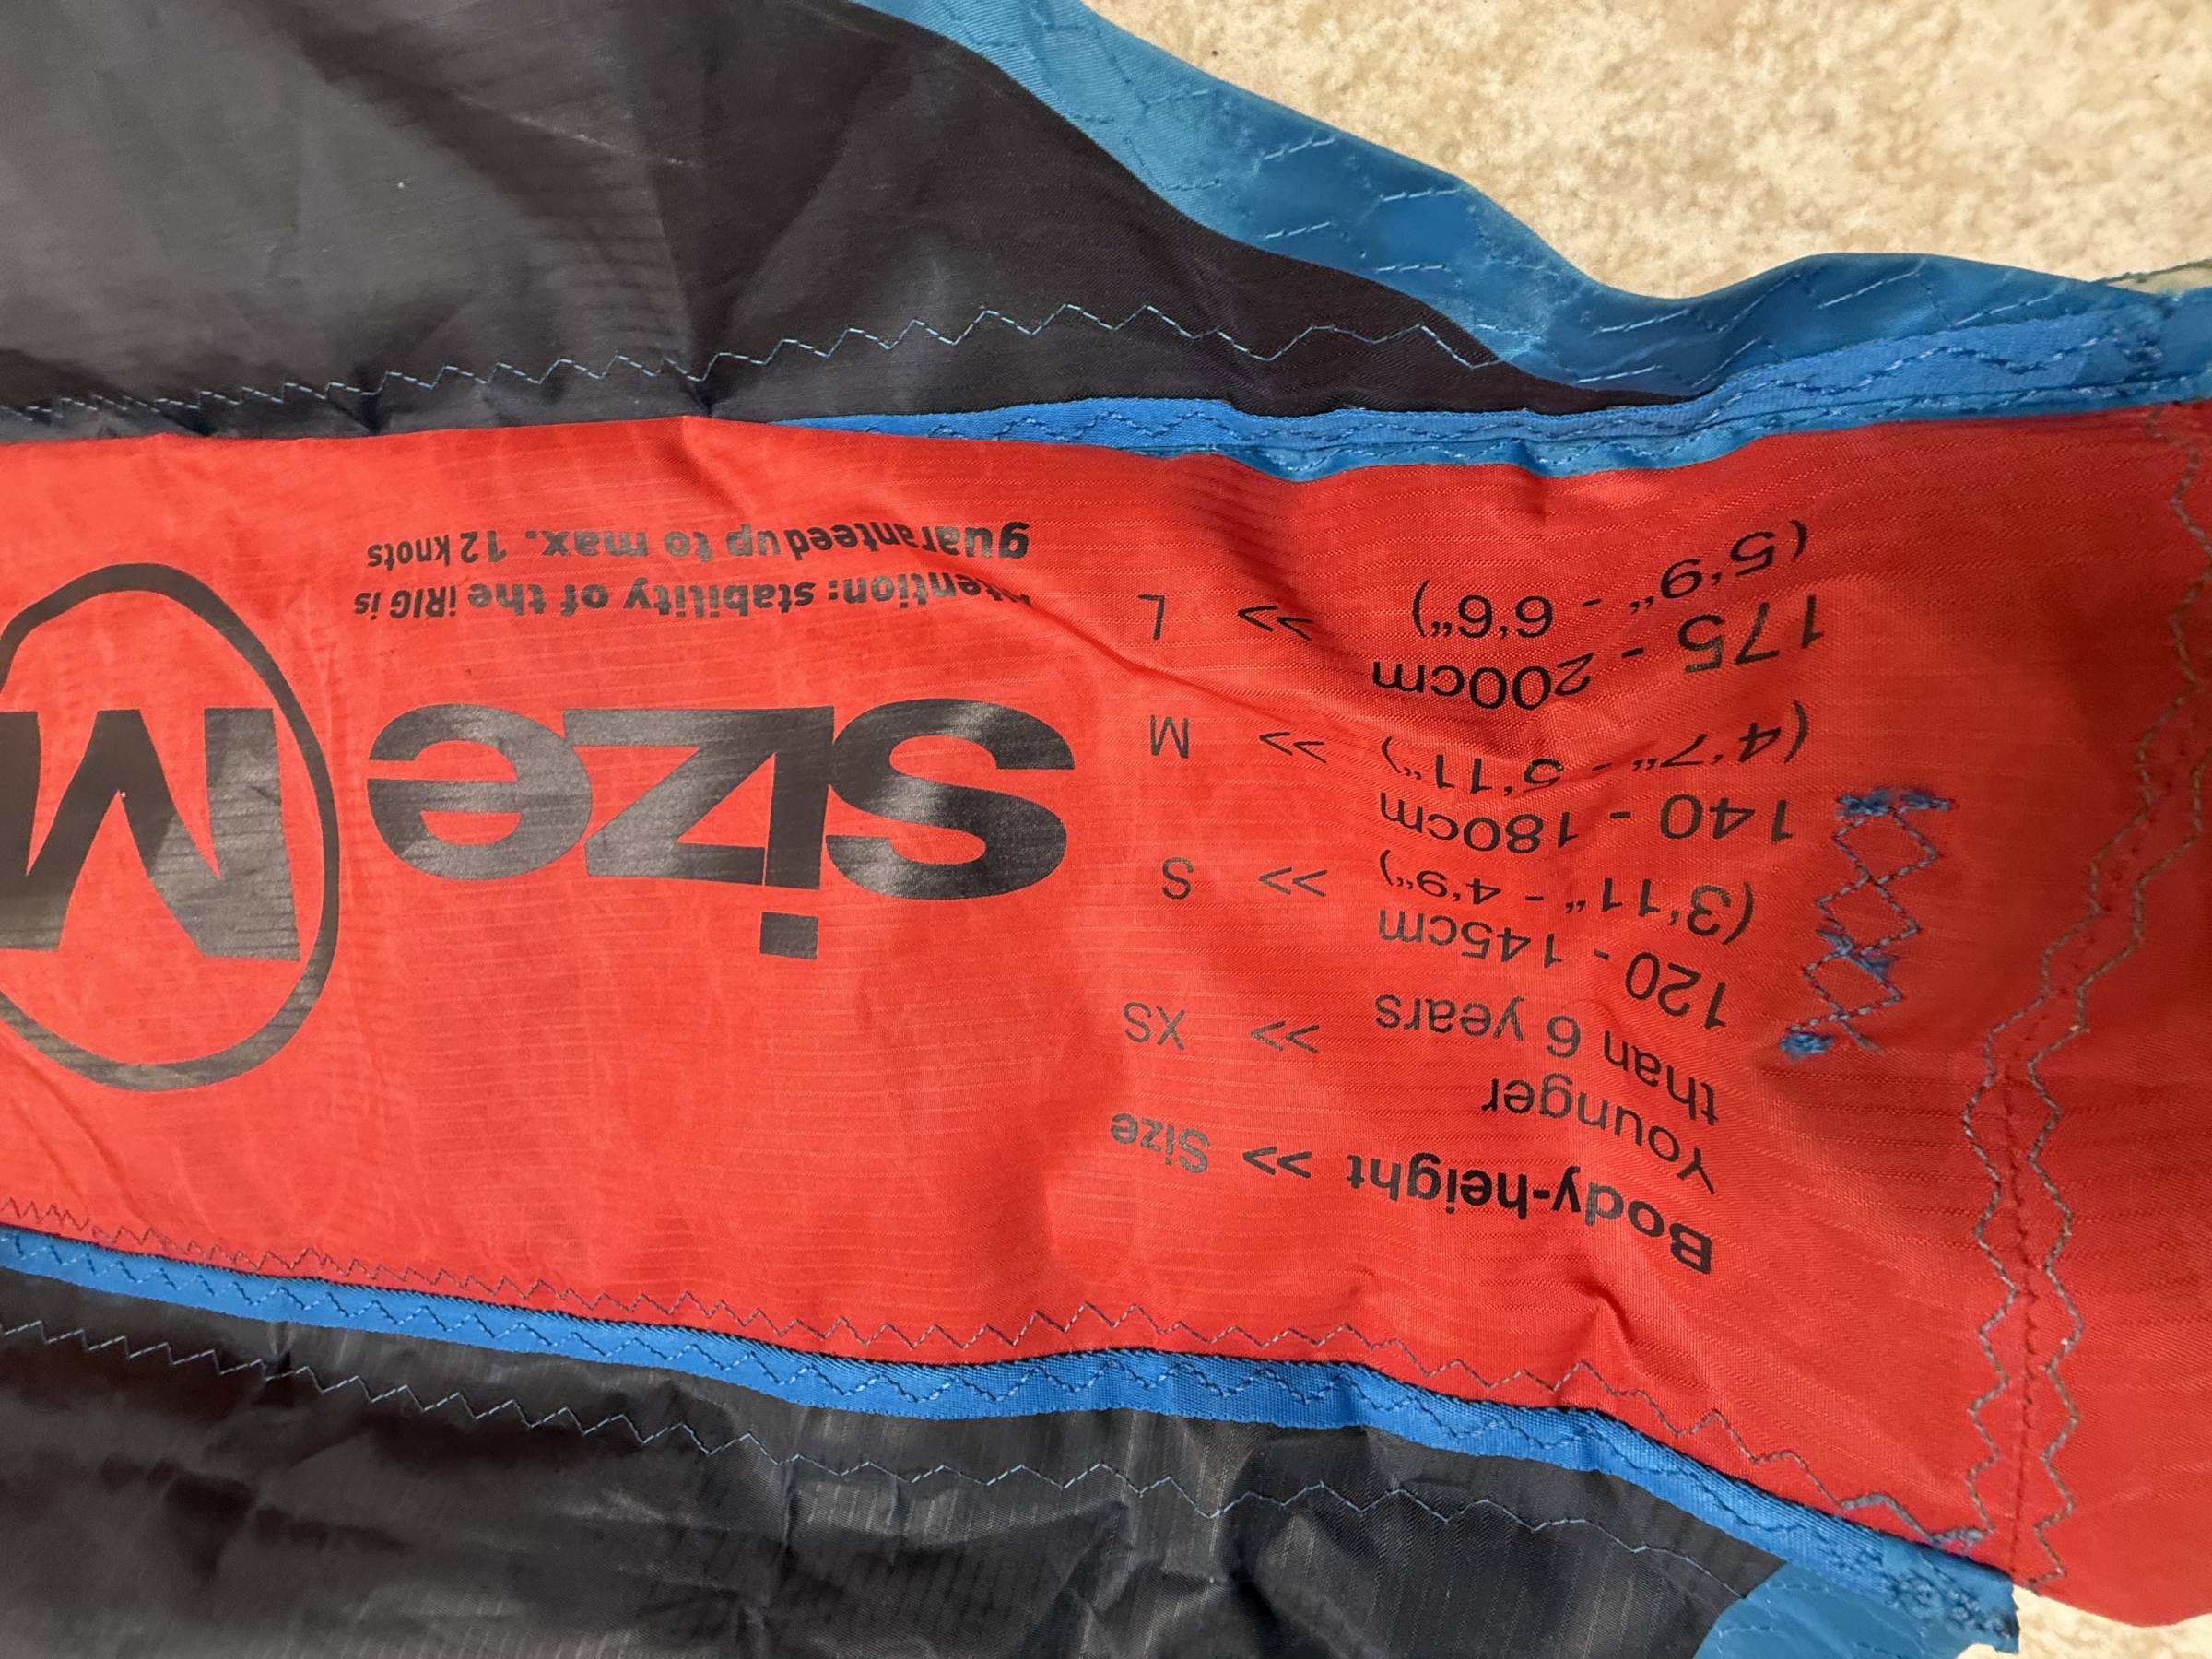 Body-height >> Size
Younger
than 6 years >> XS
120 - 145cm
(3'11“ - 4'9“) >> S
140 - 180cm
(4'7“ - 5'11“) >> M
175 - 200cm
(5'9“ - 6'6“) >> L
size M
stability of the iRIG is
guaranteed up to max. 12 knots